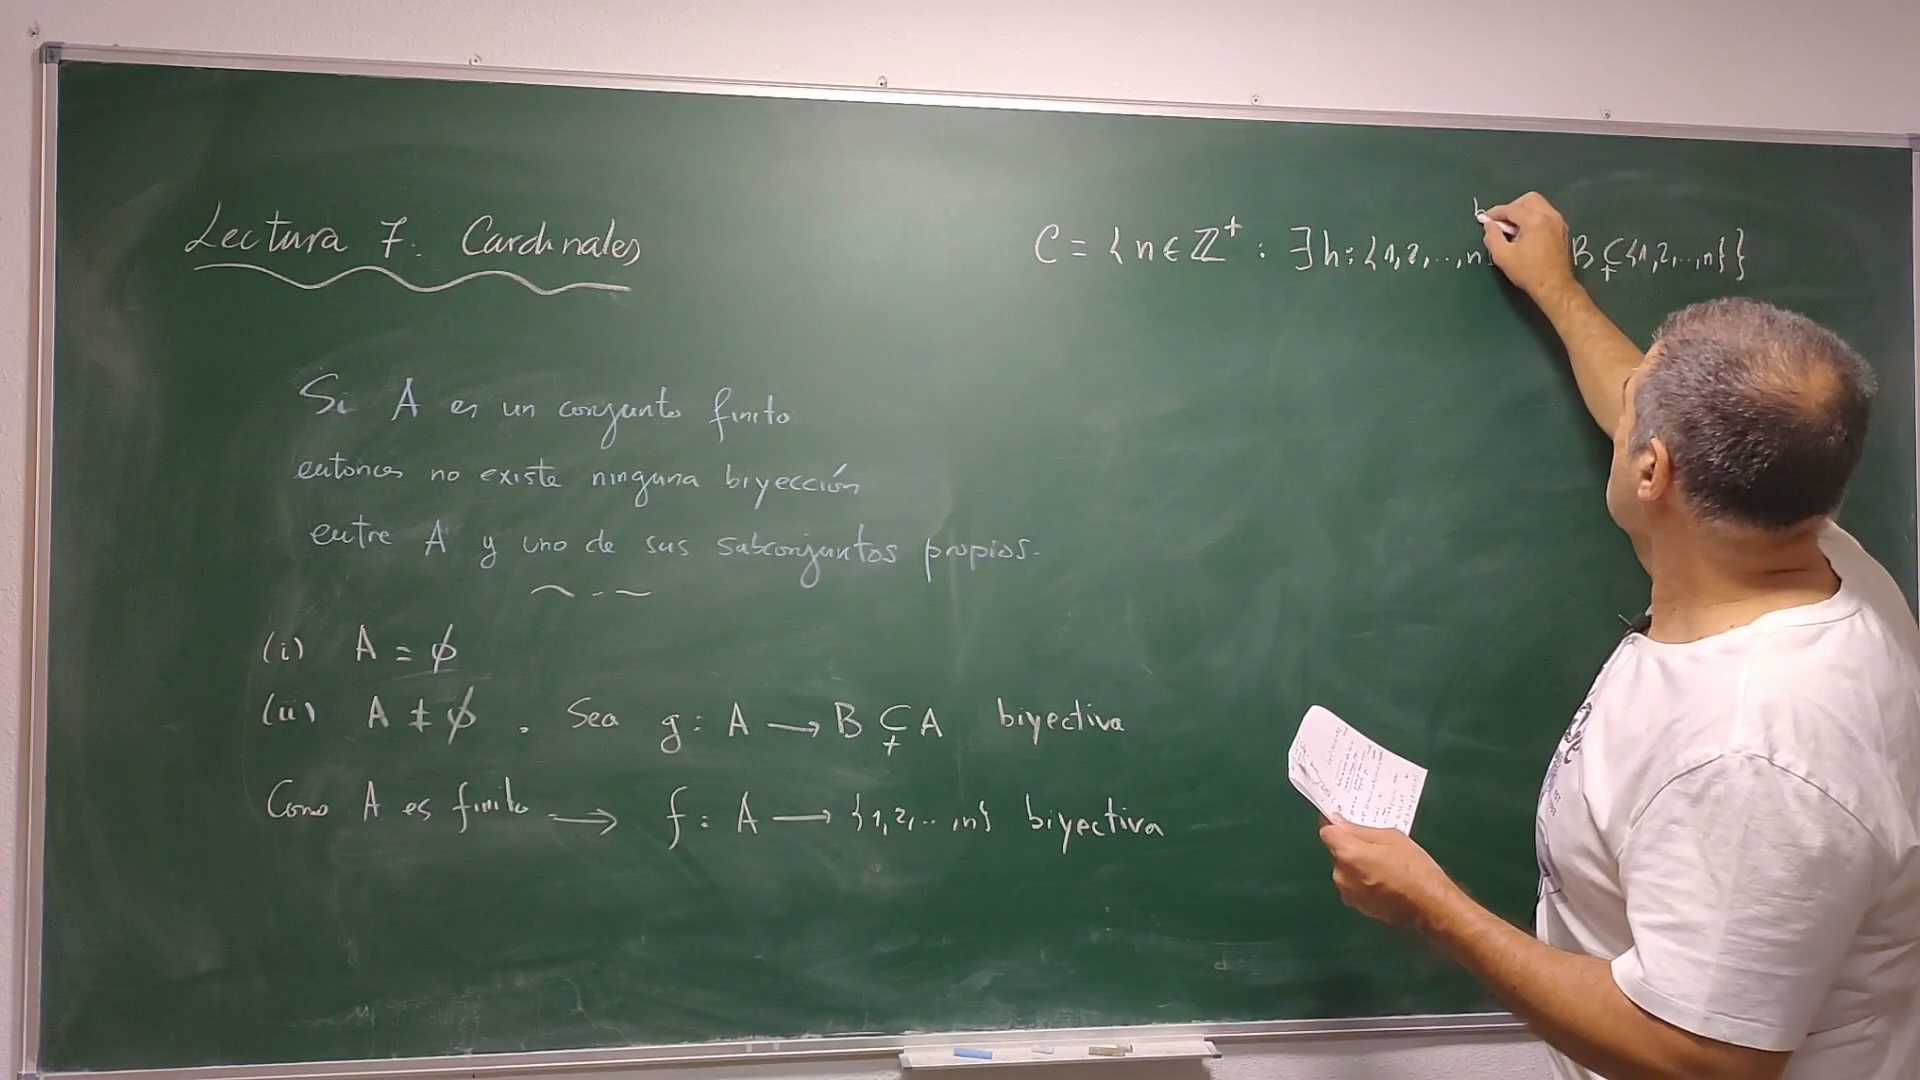 Lectura 7: Cardinales
Si A es un conjunto finito
entonces no existe ninguna biyección
entre A y uno de sus subconjuntos propios.
(i) A = ∅
(ii) A ≠ ∅. Sea g: A → B ⊊ A biyectiva
Como A es finito ⟹ f: A → {1,2,...,n} biyectiva
C = { n ∈ ℤ⁺ : ∃ h: {1,2,...,n B ⊊ {1,2,...,n} }